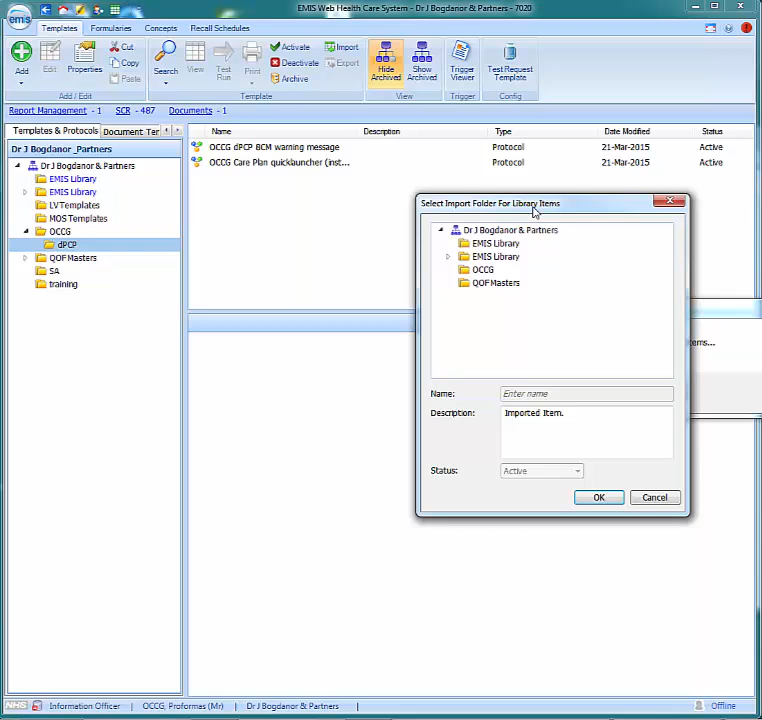 EMIS Web Health Care System - Dr J Bogdanor & Partners - 7020
emis
Templates Formularies Concepts Recall Schedules
Add Edit Properties Cut Copy Paste
Add / Edit
Search View Test Run Print Activate Deactivate Archive Import Export
Template
Hide Archived Show Archived
View
Trigger Viewer
Trigger
Test Request Template
Config
Report Management - 1 SCR - 487 Documents - 1
Templates & Protocols Document Ter
Dr J Bogdanor _Partners
Dr J Bogdanor & Partners
EMIS Library
EMIS Library
LV Templates
MOS Templates
OCCG
dPCP
QOF Masters
SA
training
Name Description Type Date Modified Status
OCCG dPCP BCM warning message Protocol 21-Mar-2015 Active
OCCG Care Plan quicklauncher (inst... Protocol 21-Mar-2015 Active
Select Import Folder For Library Items
Dr J Bogdanor & Partners
EMIS Library
EMIS Library
OCCG
QOF Masters
Name: Enter name
Description: Imported Item.
Status: Active
OK Cancel
tems...
NHS Information Officer OCCG, Proformas (Mr) Dr J Bogdanor & Partners Offline